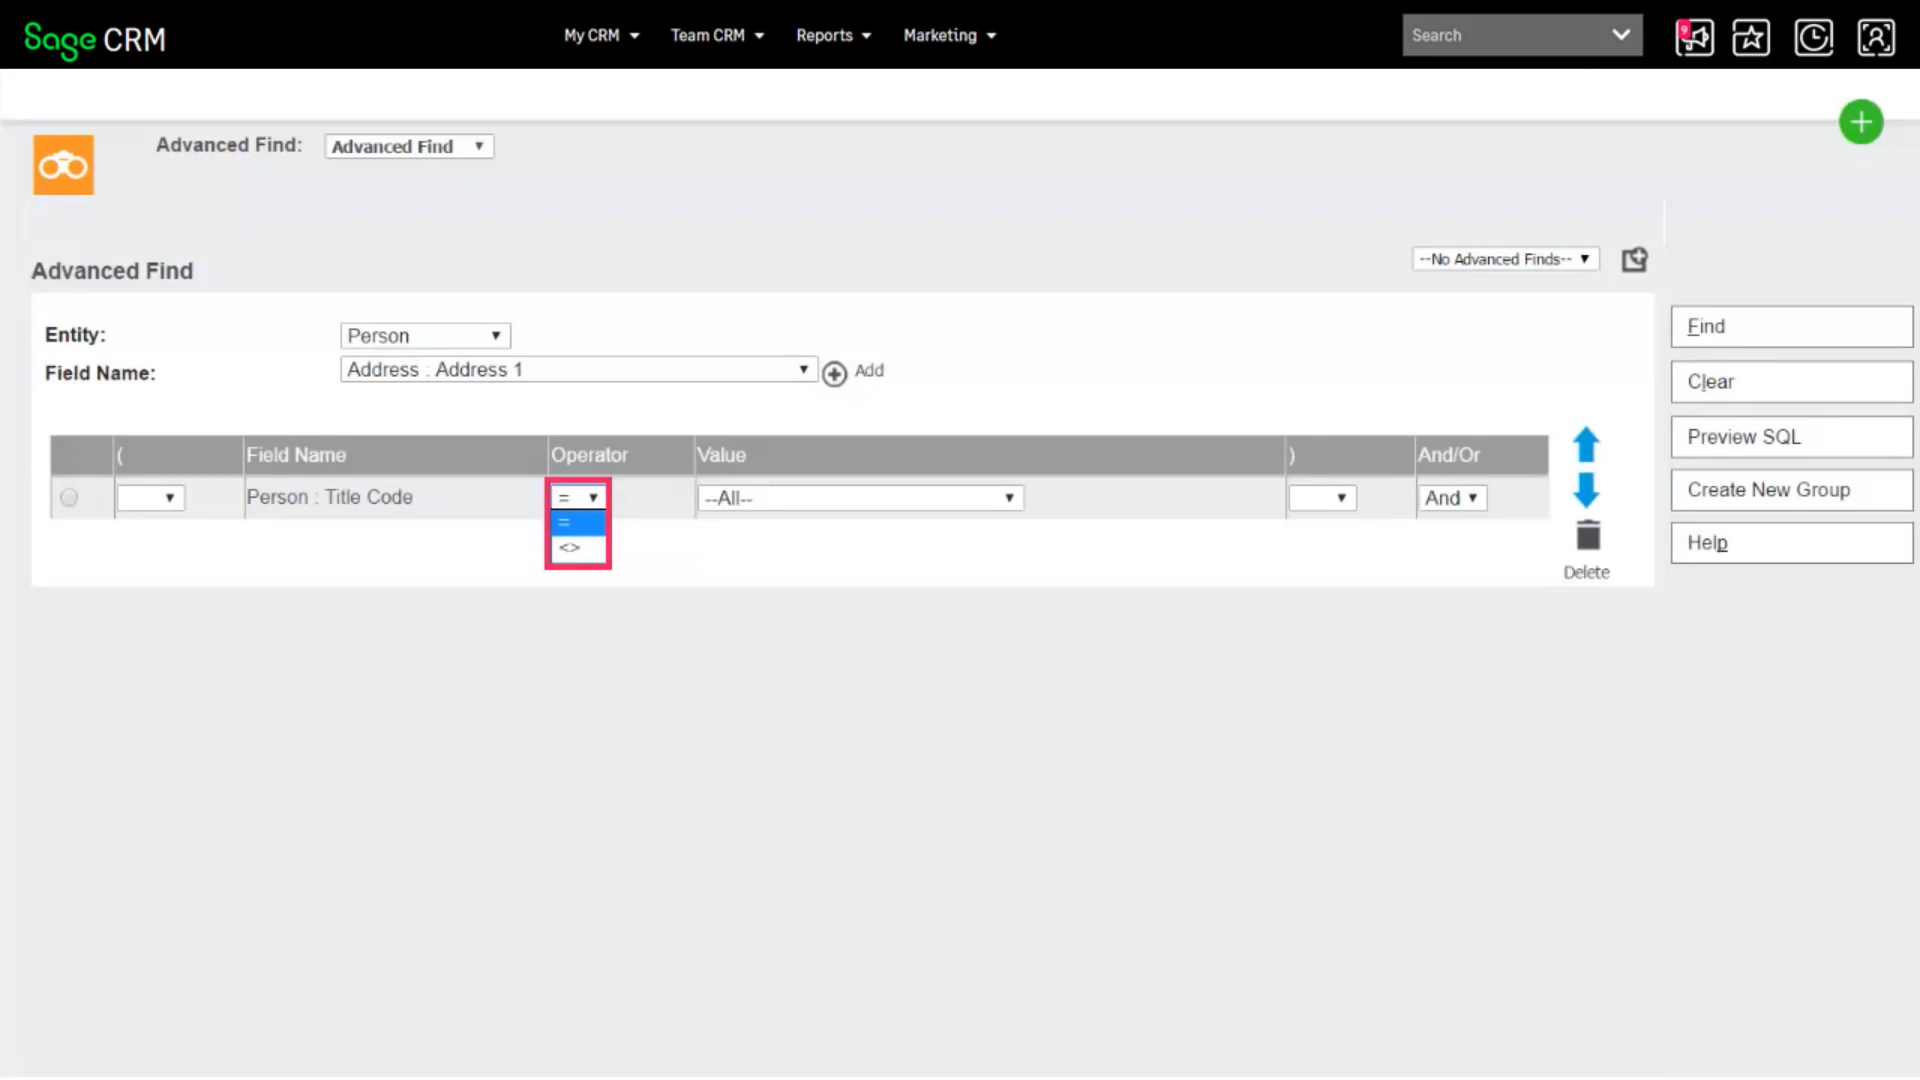 Sage CRM
My CRM
Team CRM
Reports
Marketing
Search
9
Advanced Find:
Advanced Find
Advanced Find
--No Advanced Finds--
Entity:
Person
Field Name:
Address : Address 1
Add
(
Field Name
Operator
Value
)
And/Or
Person : Title Code
=
--All--
And
=
<>
Delete
Find
Clear
Preview SQL
Create New Group
Help